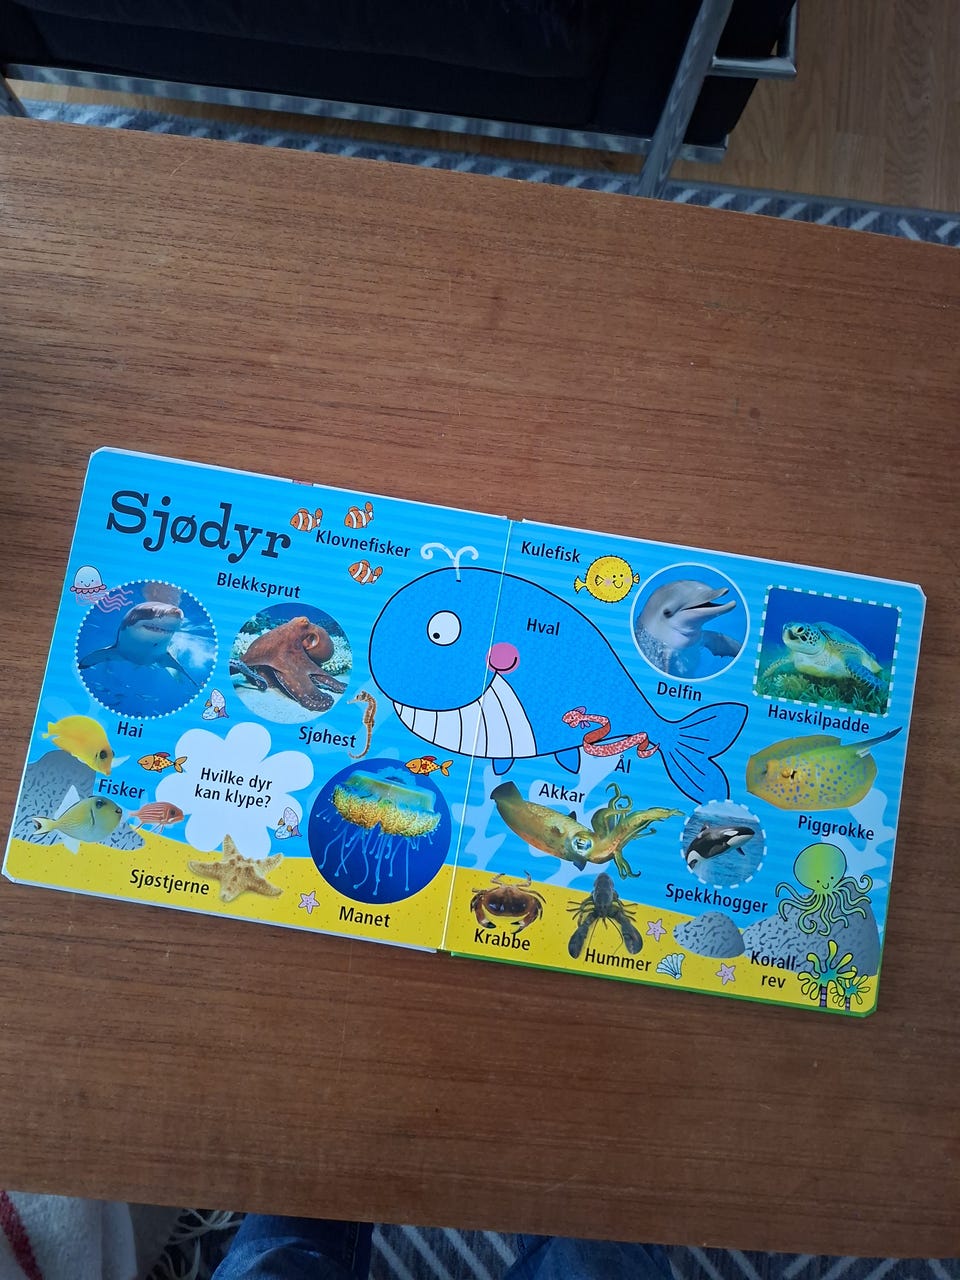 Sjødyr
Klovnefisker
Blekksprut
Hai
Sjøhest
Fisker
Hvilke dyr
kan klype?
Sjøstjerne
Manet
Kulefisk
Hval
Delfin
Havskilpadde
Ål
Akkar
Piggrokke
Spekkhogger
Krabbe
Hummer
Korall-
rev